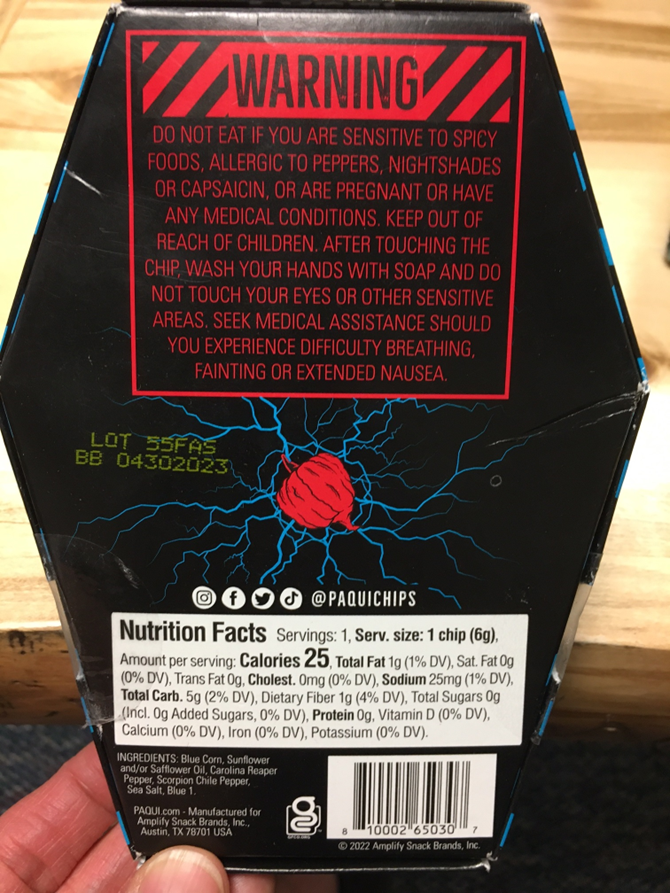 WARNING
DO NOT EAT IF YOU ARE SENSITIVE TO SPICY
FOODS, ALLERGIC TO PEPPERS, NIGHTSHADES
OR CAPSAICIN, OR ARE PREGNANT OR HAVE
ANY MEDICAL CONDITIONS. KEEP OUT OF
REACH OF CHILDREN. AFTER TOUCHING THE
CHIP, WASH YOUR HANDS WITH SOAP AND DO
NOT TOUCH YOUR EYES OR OTHER SENSITIVE
AREAS. SEEK MEDICAL ASSISTANCE SHOULD
YOU EXPERIENCE DIFFICULTY BREATHING,
FAINTING OR EXTENDED NAUSEA.
LOT 55FA5
BB 04302023
@PAQUICHIPS
Nutrition Facts Servings: 1, Serv. size: 1 chip (6g),
Amount per serving: Calories 25, Total Fat 1g (1% DV), Sat. Fat 0g
(0% DV), Trans Fat 0g, Cholest. 0mg (0% DV), Sodium 25mg (1% DV),
Total Carb. 5g (2% DV), Dietary Fiber 1g (4% DV), Total Sugars 0g
(Incl. 0g Added Sugars, 0% DV), Protein 0g, Vitamin D (0% DV),
Calcium (0% DV), Iron (0% DV), Potassium (0% DV).
INGREDIENTS: Blue Corn, Sunflower
and/or Safflower Oil, Carolina Reaper
Pepper, Scorpion Chile Pepper,
Sea Salt, Blue 1.
PAQUI.com - Manufactured for
Amplify Snack Brands, Inc.,
Austin, TX 78701 USA
8 10002 65030 7
© 2022 Amplify Snack Brands, Inc.